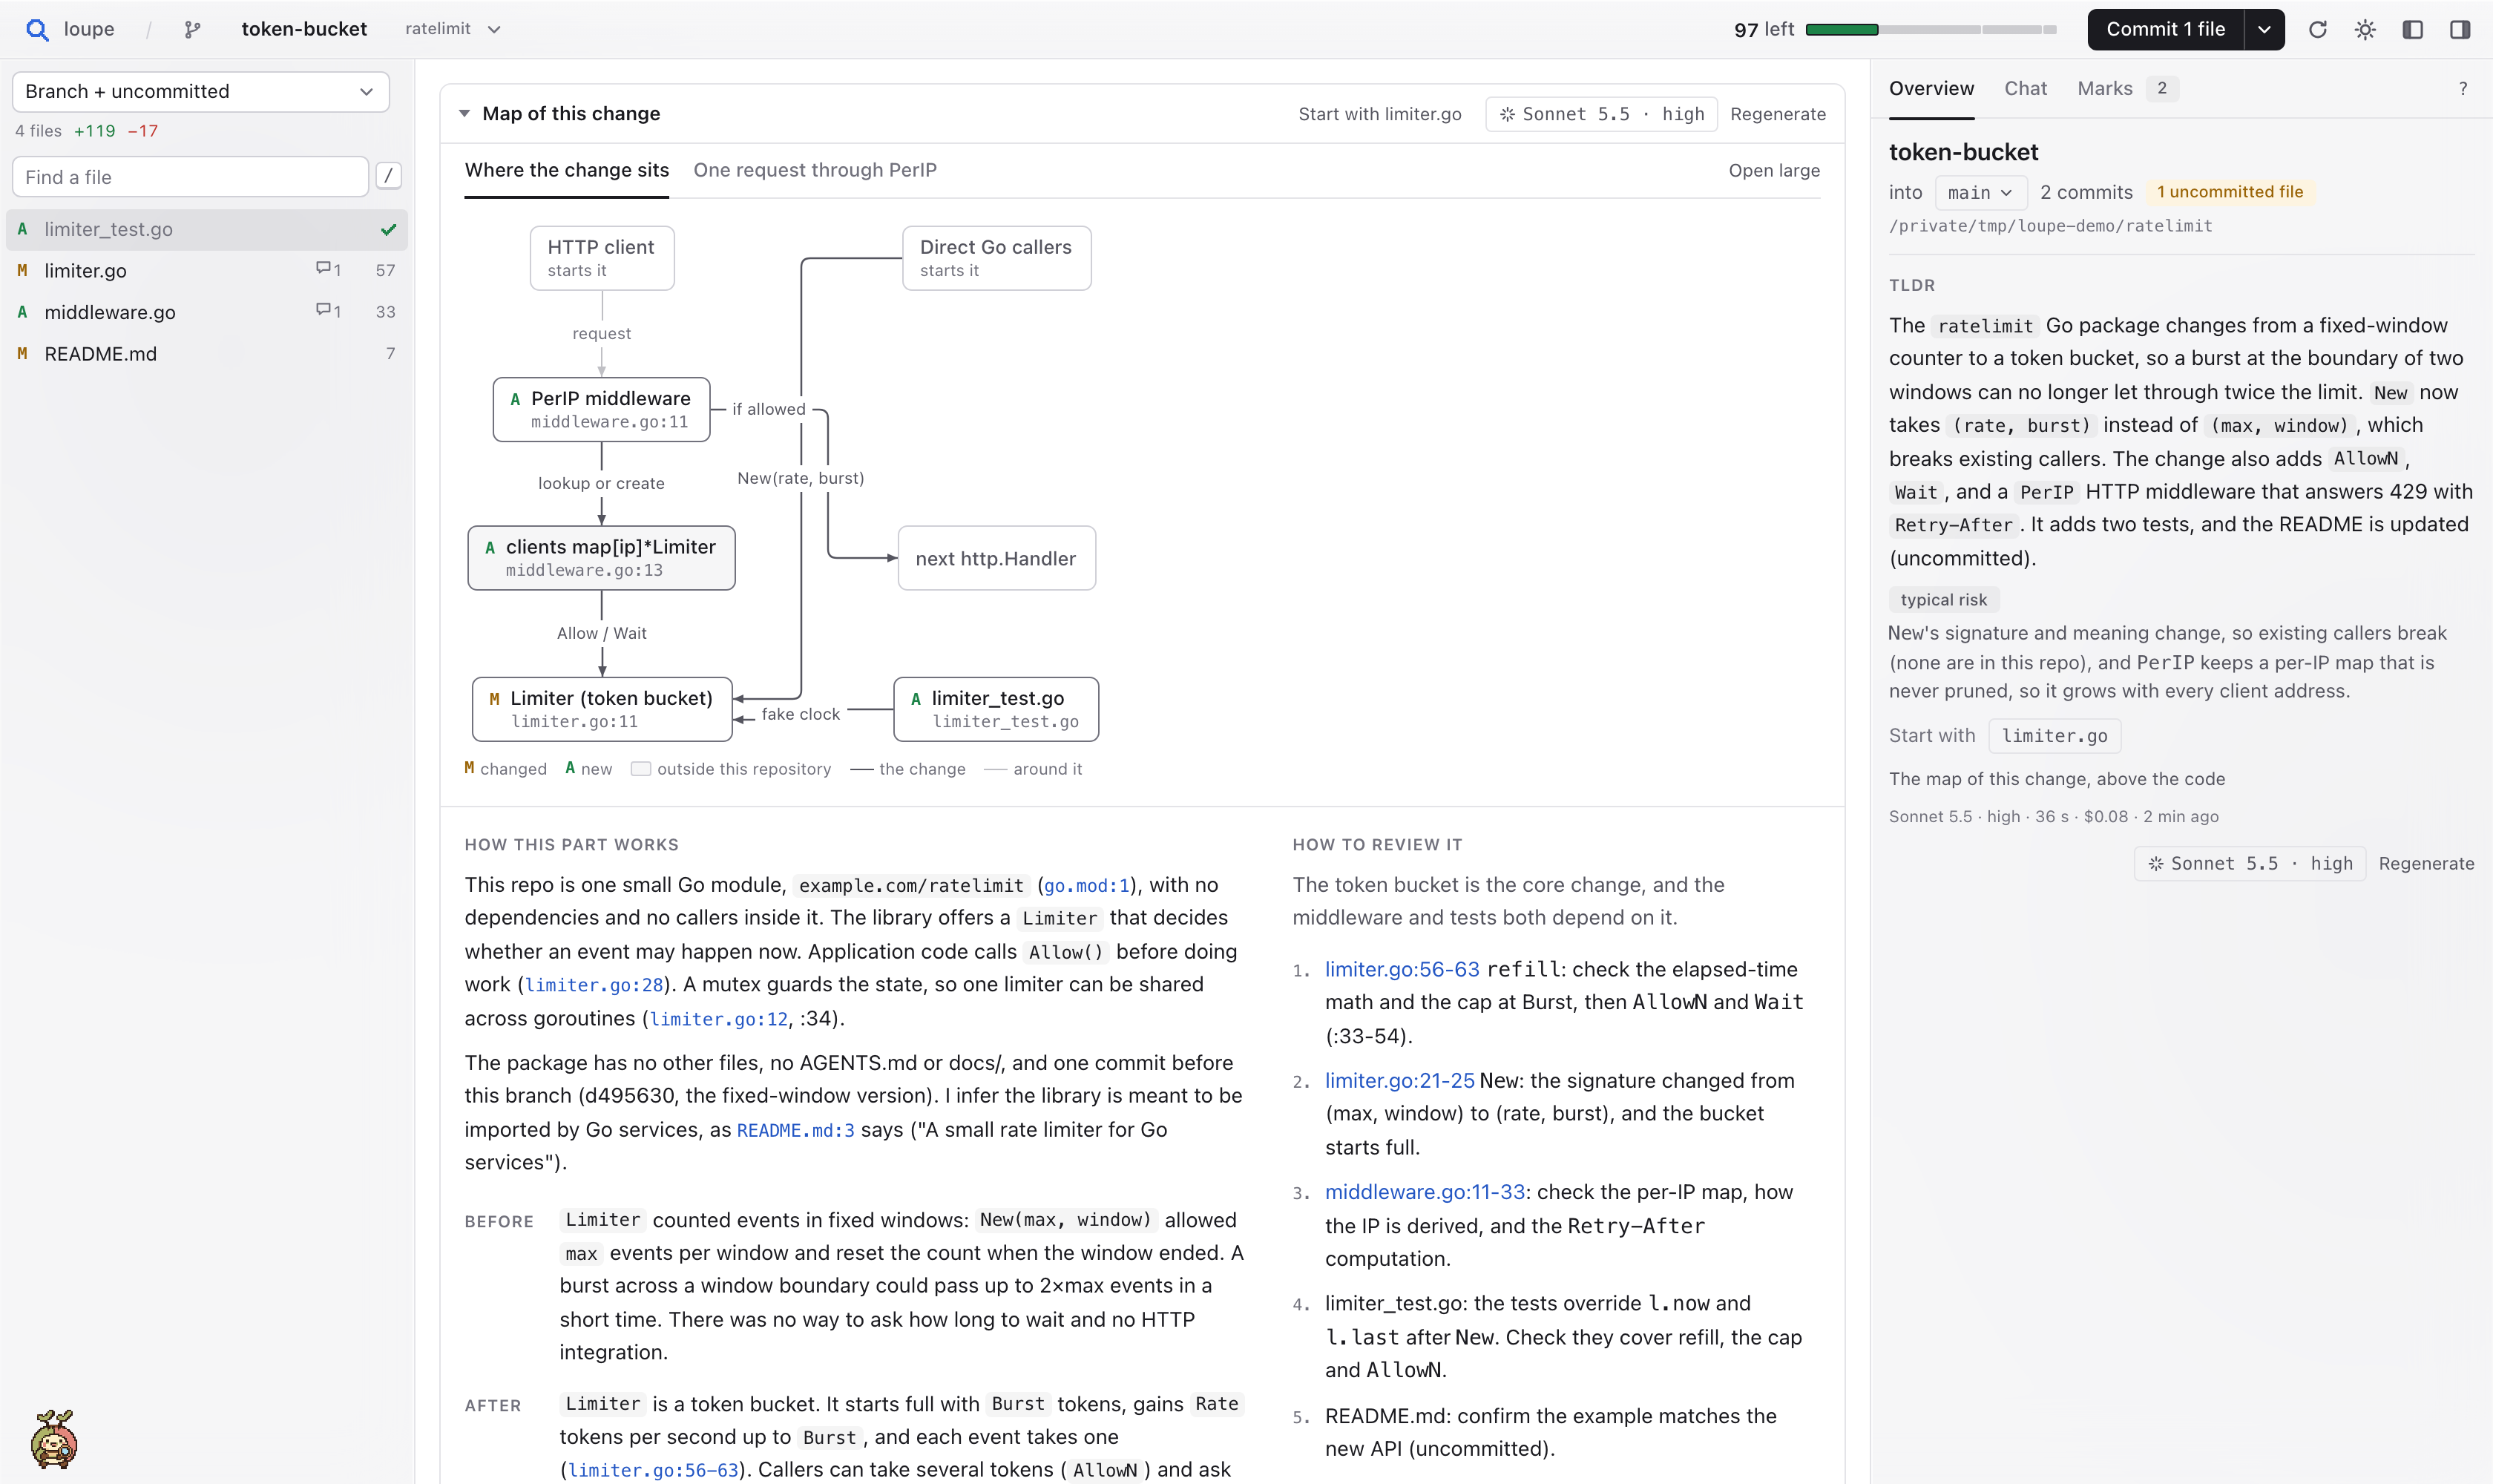 loupe / token-bucket ratelimit
97 left
Commit 1 file
Branch + uncommitted
4 files +119 −17
Find a file /
A limiter_test.go
M limiter.go 1 57
A middleware.go 1 33
M README.md 7
Map of this change
Start with limiter.go
Sonnet 5.5 · high
Regenerate
Where the change sits
One request through PerIP
Open large
HTTP client
starts it
Direct Go callers
starts it
request
A PerIP middleware
middleware.go:11
if allowed
lookup or create
New(rate, burst)
A clients map[ip]*Limiter
middleware.go:13
next http.Handler
Allow / Wait
M Limiter (token bucket)
limiter.go:11
fake clock
A limiter_test.go
limiter_test.go
M changed A new outside this repository the change around it
HOW THIS PART WORKS
This repo is one small Go module, example.com/ratelimit (go.mod:1), with no
dependencies and no callers inside it. The library offers a Limiter that decides
whether an event may happen now. Application code calls Allow() before doing
work (limiter.go:28). A mutex guards the state, so one limiter can be shared
across goroutines (limiter.go:12, :34).
The package has no other files, no AGENTS.md or docs/, and one commit before
this branch (d495630, the fixed-window version). I infer the library is meant to be
imported by Go services, as README.md:3 says ("A small rate limiter for Go
services").
BEFORE
Limiter counted events in fixed windows: New(max, window) allowed
max events per window and reset the count when the window ended. A
burst across a window boundary could pass up to 2×max events in a
short time. There was no way to ask how long to wait and no HTTP
integration.
AFTER
Limiter is a token bucket. It starts full with Burst tokens, gains Rate
tokens per second up to Burst, and each event takes one
(limiter.go:56–63). Callers can take several tokens (AllowN) and ask
HOW TO REVIEW IT
The token bucket is the core change, and the
middleware and tests both depend on it.
1. limiter.go:56-63 refill: check the elapsed-time
math and the cap at Burst, then AllowN and Wait
(:33-54).
2. limiter.go:21-25 New: the signature changed from
(max, window) to (rate, burst), and the bucket
starts full.
3. middleware.go:11-33: check the per-IP map, how
the IP is derived, and the Retry-After
computation.
4. limiter_test.go: the tests override l.now and
l.last after New. Check they cover refill, the cap
and AllowN.
5. README.md: confirm the example matches the
new API (uncommitted).
Overview
Chat
Marks 2
?
token-bucket
into main 2 commits 1 uncommitted file
/private/tmp/loupe-demo/ratelimit
TLDR
The ratelimit Go package changes from a fixed-window
counter to a token bucket, so a burst at the boundary of two
windows can no longer let through twice the limit. New now
takes (rate, burst) instead of (max, window), which
breaks existing callers. The change also adds AllowN,
Wait, and a PerIP HTTP middleware that answers 429 with
Retry-After. It adds two tests, and the README is updated
(uncommitted).
typical risk
New's signature and meaning change, so existing callers break
(none are in this repo), and PerIP keeps a per-IP map that is
never pruned, so it grows with every client address.
Start with limiter.go
The map of this change, above the code
Sonnet 5.5 · high · 36 s · $0.08 · 2 min ago
Sonnet 5.5 · high
Regenerate